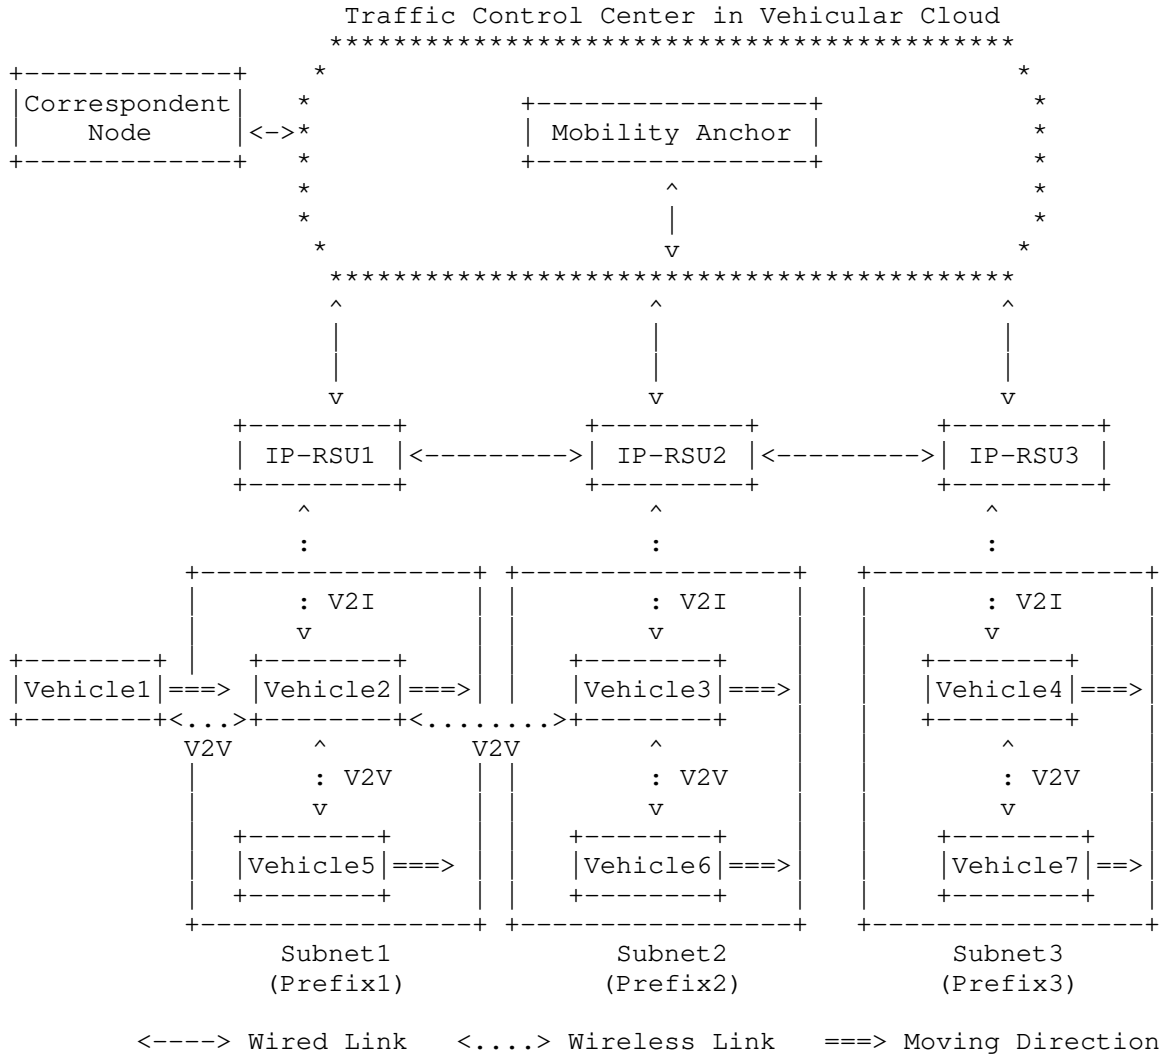 Traffic Control Center in Vehicular Cloud
Correspondent
Node
Mobility Anchor
IP-RSU1
IP-RSU2
IP-RSU3
V2I
V2I
V2I
Vehicle1
Vehicle2
Vehicle3
Vehicle4
V2V
V2V
V2V
V2V
V2V
Vehicle5
Vehicle6
Vehicle7
Subnet1
(Prefix1)
Subnet2
(Prefix2)
Subnet3
(Prefix3)
<----> Wired Link   <....> Wireless Link   ===> Moving Direction